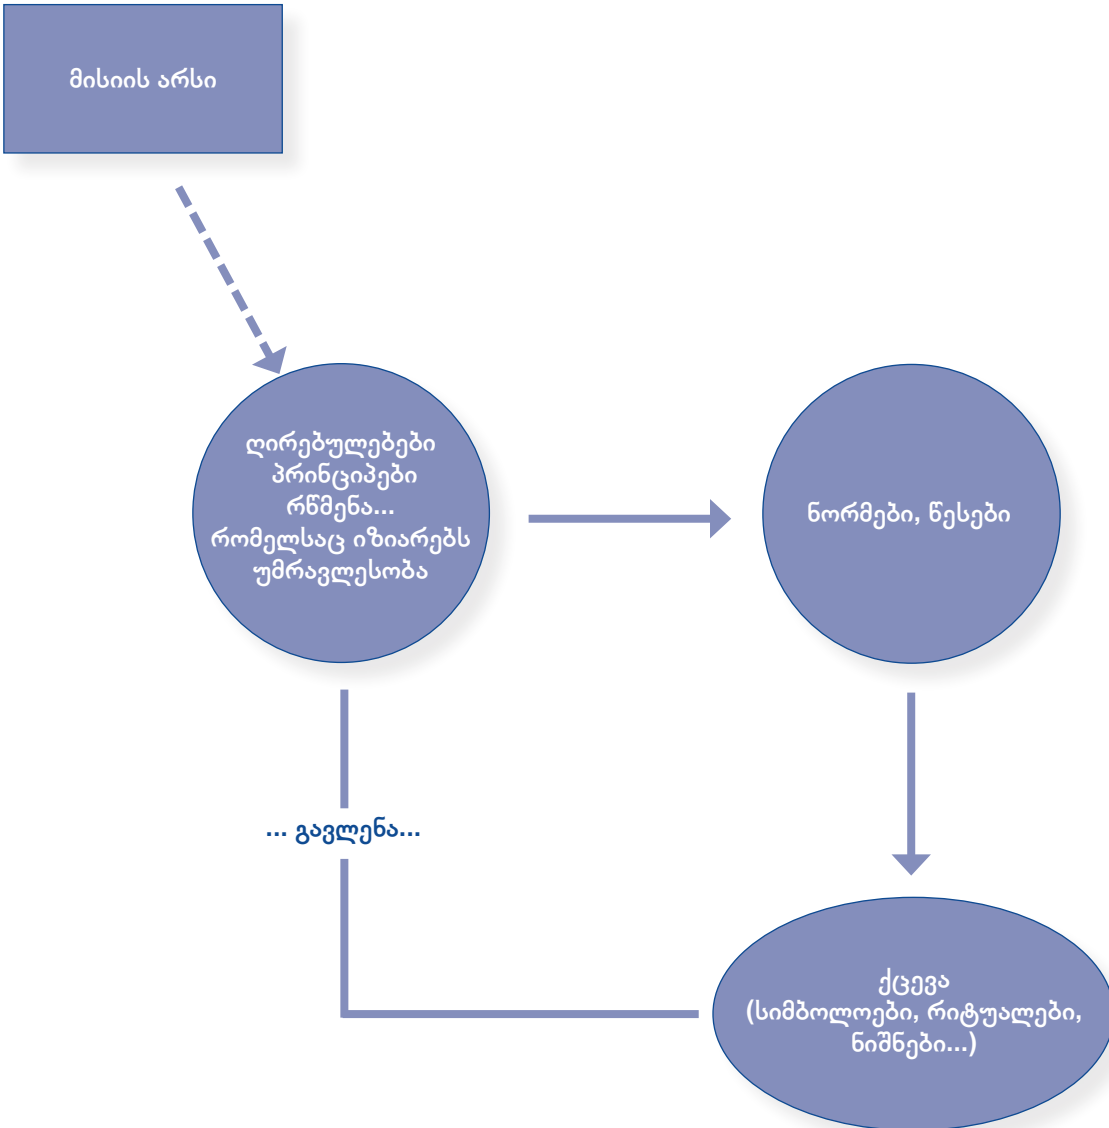 მისიის არსი
ღირებულებები
პრინციპები
რწმენა...
რომელსაც იზიარებს
უმრავლესობა
ნორმები, წესები
... გავლენა...
ქცევა
(სიმბოლოები, რიტუალები,
ნიშნები...)